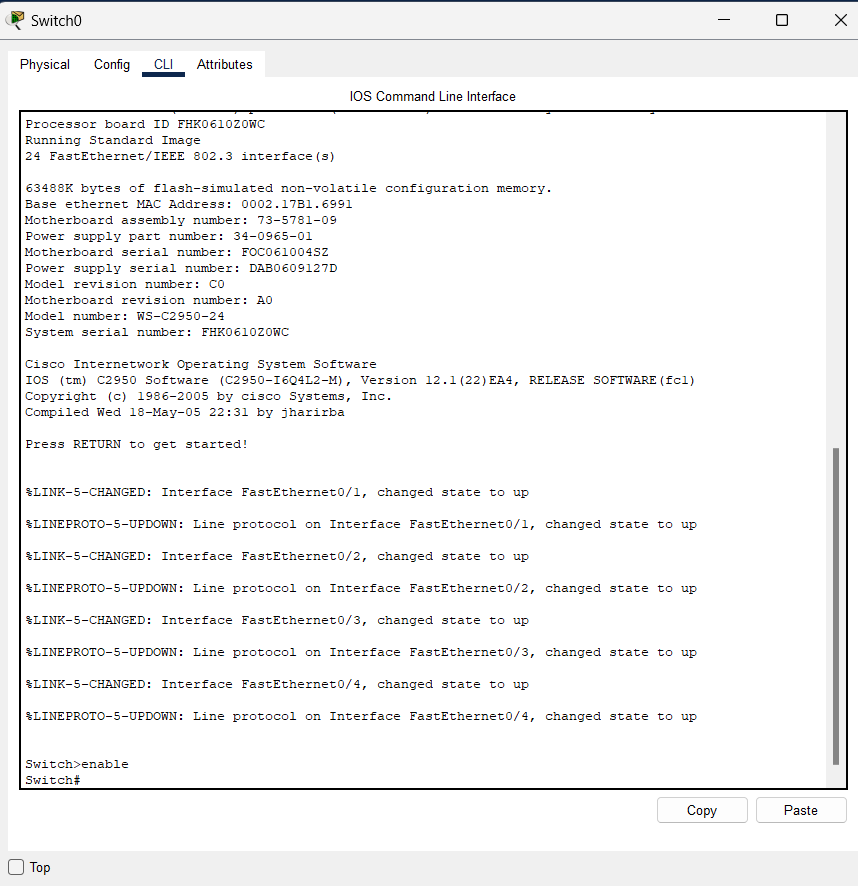 Switch0
Physical Config CLI Attributes
IOS Command Line Interface
Processor board ID FHK0610Z0WC
Running Standard Image
24 FastEthernet/IEEE 802.3 interface(s)
63488K bytes of flash-simulated non-volatile configuration memory.
Base ethernet MAC Address: 0002.17B1.6991
Motherboard assembly number: 73-5781-09
Power supply part number: 34-0965-01
Motherboard serial number: FOC061004SZ
Power supply serial number: DAB0609127D
Model revision number: C0
Motherboard revision number: A0
Model number: WS-C2950-24
System serial number: FHK0610Z0WC
Cisco Internetwork Operating System Software
IOS (tm) C2950 Software (C2950-I6Q4L2-M), Version 12.1(22)EA4, RELEASE SOFTWARE(fc1)
Copyright (c) 1986-2005 by cisco Systems, Inc.
Compiled Wed 18-May-05 22:31 by jharirba
Press RETURN to get started!
%LINK-5-CHANGED: Interface FastEthernet0/1, changed state to up
%LINEPROTO-5-UPDOWN: Line protocol on Interface FastEthernet0/1, changed state to up
%LINK-5-CHANGED: Interface FastEthernet0/2, changed state to up
%LINEPROTO-5-UPDOWN: Line protocol on Interface FastEthernet0/2, changed state to up
%LINK-5-CHANGED: Interface FastEthernet0/3, changed state to up
%LINEPROTO-5-UPDOWN: Line protocol on Interface FastEthernet0/3, changed state to up
%LINK-5-CHANGED: Interface FastEthernet0/4, changed state to up
%LINEPROTO-5-UPDOWN: Line protocol on Interface FastEthernet0/4, changed state to up
Switch>enable
Switch#
Copy Paste
Top